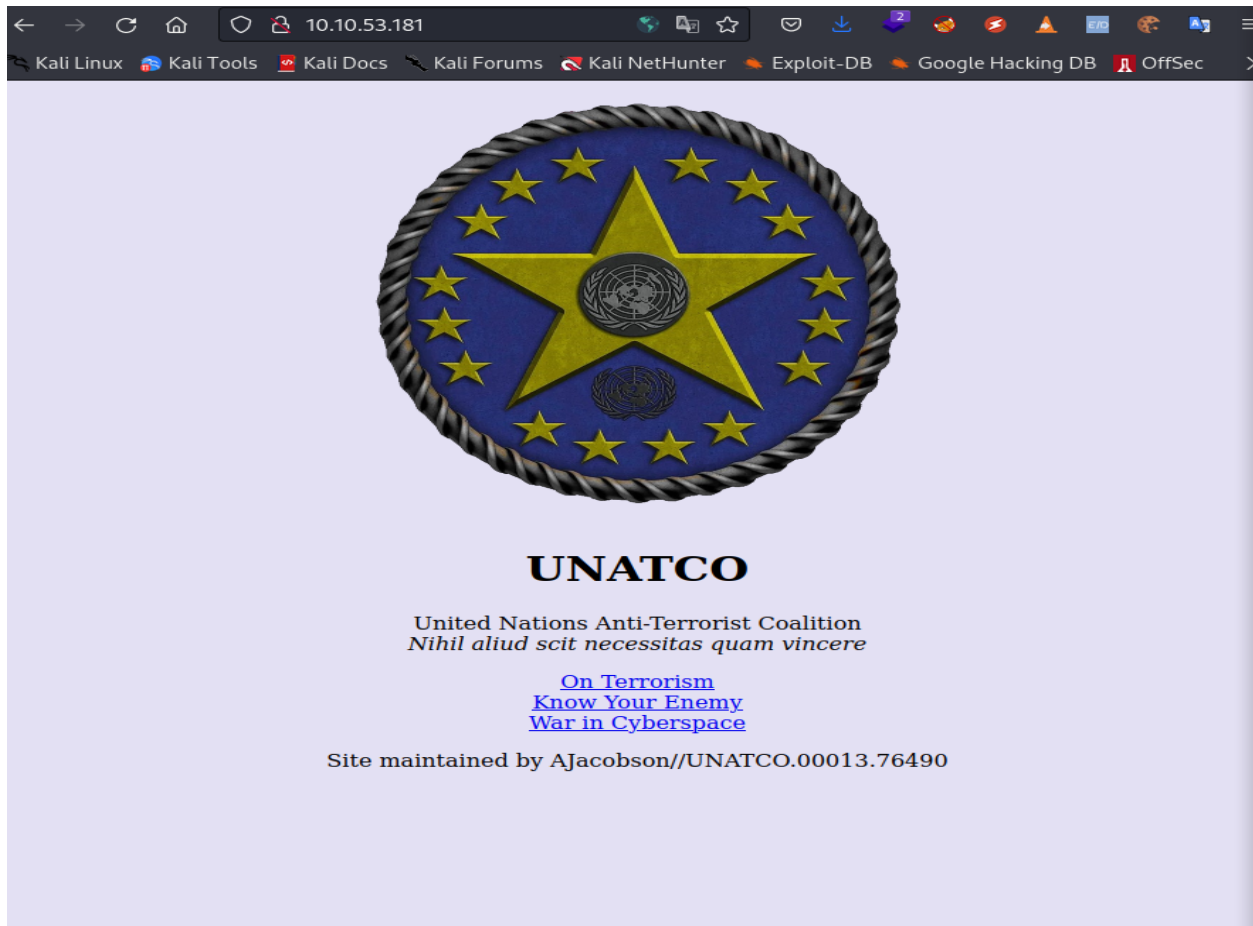 10.10.53.181
2
Kali Linux Kali Tools Kali Docs Kali Forums Kali NetHunter Exploit-DB Google Hacking DB OffSec
UNATCO
United Nations Anti-Terrorist Coalition
Nihil aliud scit necessitas quam vincere
On Terrorism
Know Your Enemy
War in Cyberspace
Site maintained by AJacobson//UNATCO.00013.76490